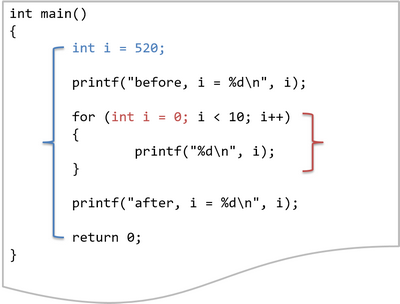 int main()
{
int i = 520;
printf("before, i = %d\n", i);
for (int i = 0; i < 10; i++)
{
printf("%d\n", i);
}
printf("after, i = %d\n", i);
return 0;
}